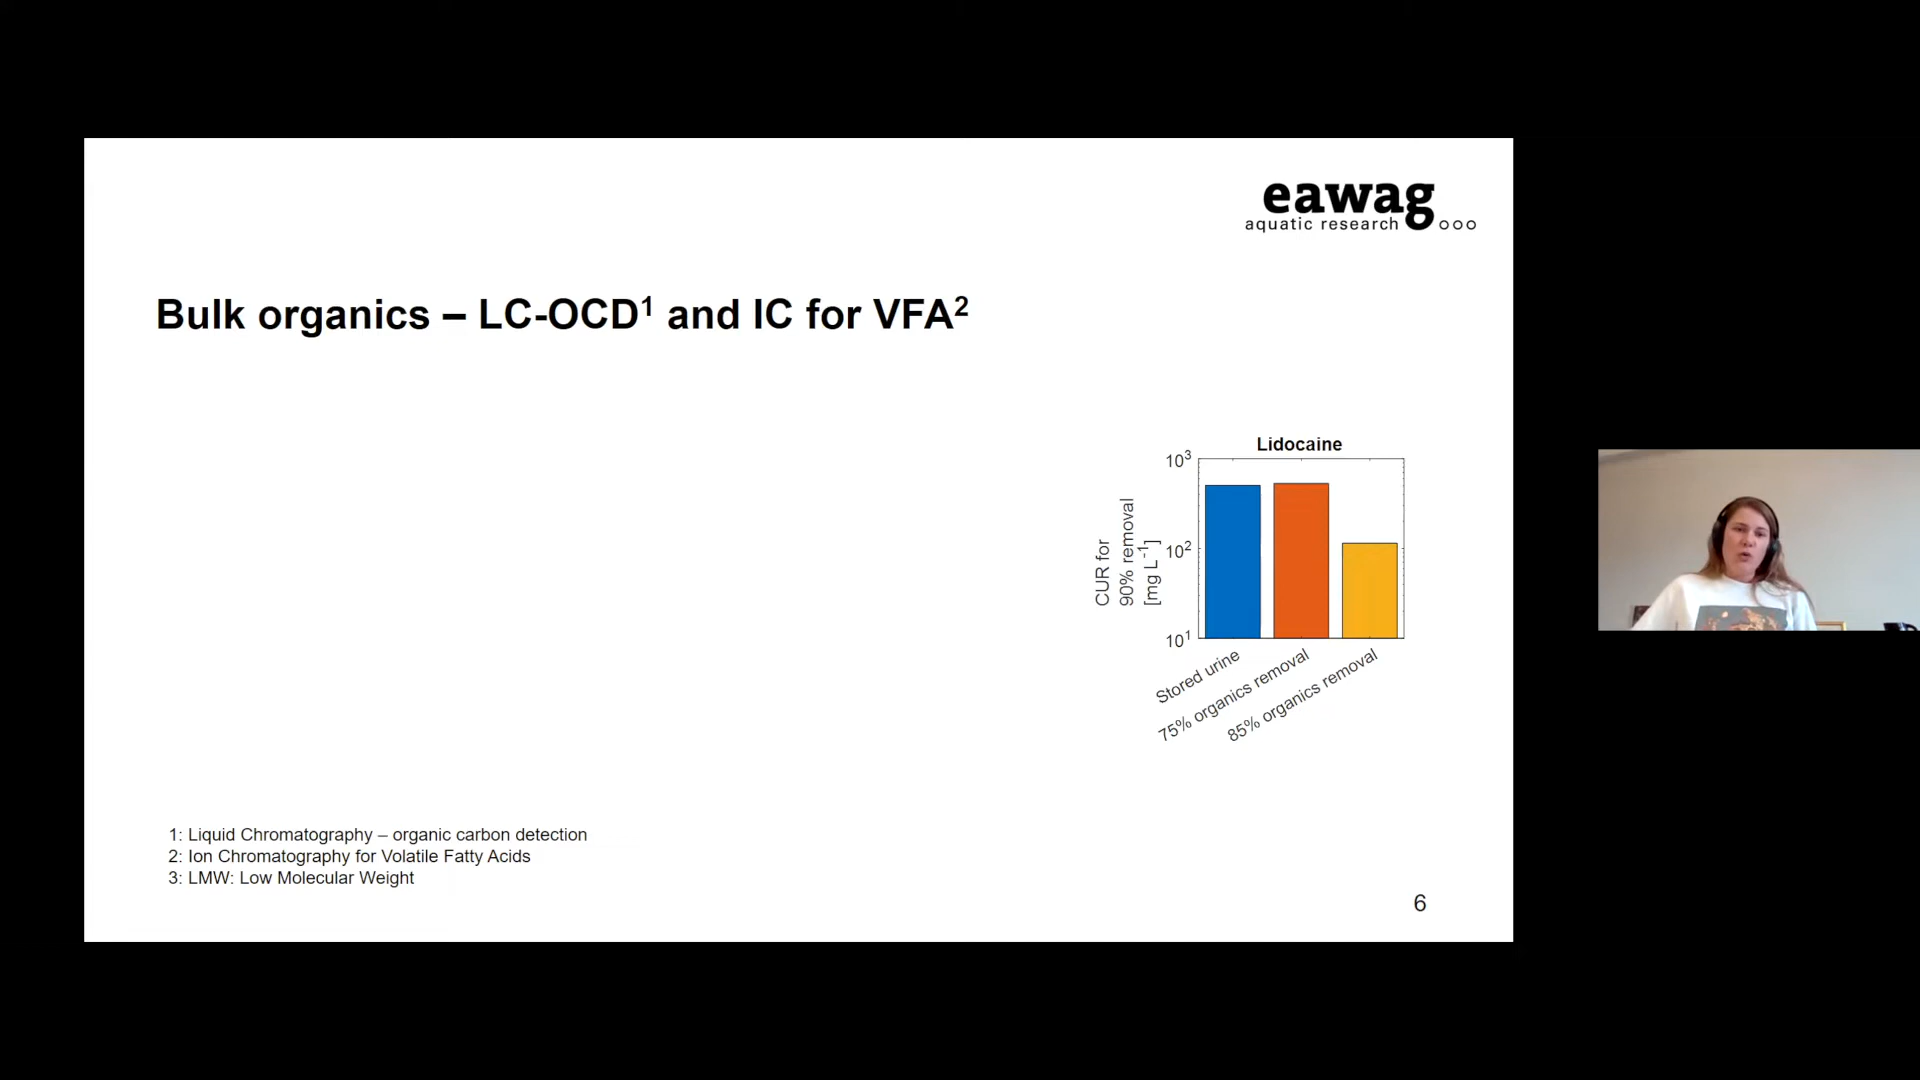 eawag
aquatic research
Bulk organics – LC-OCD¹ and IC for VFA²
Lidocaine
10³
10²
10¹
CUR for
90% removal
[mg L⁻¹]
Stored urine
75% organics removal
85% organics removal
1: Liquid Chromatography – organic carbon detection
2: Ion Chromatography for Volatile Fatty Acids
3: LMW: Low Molecular Weight
6